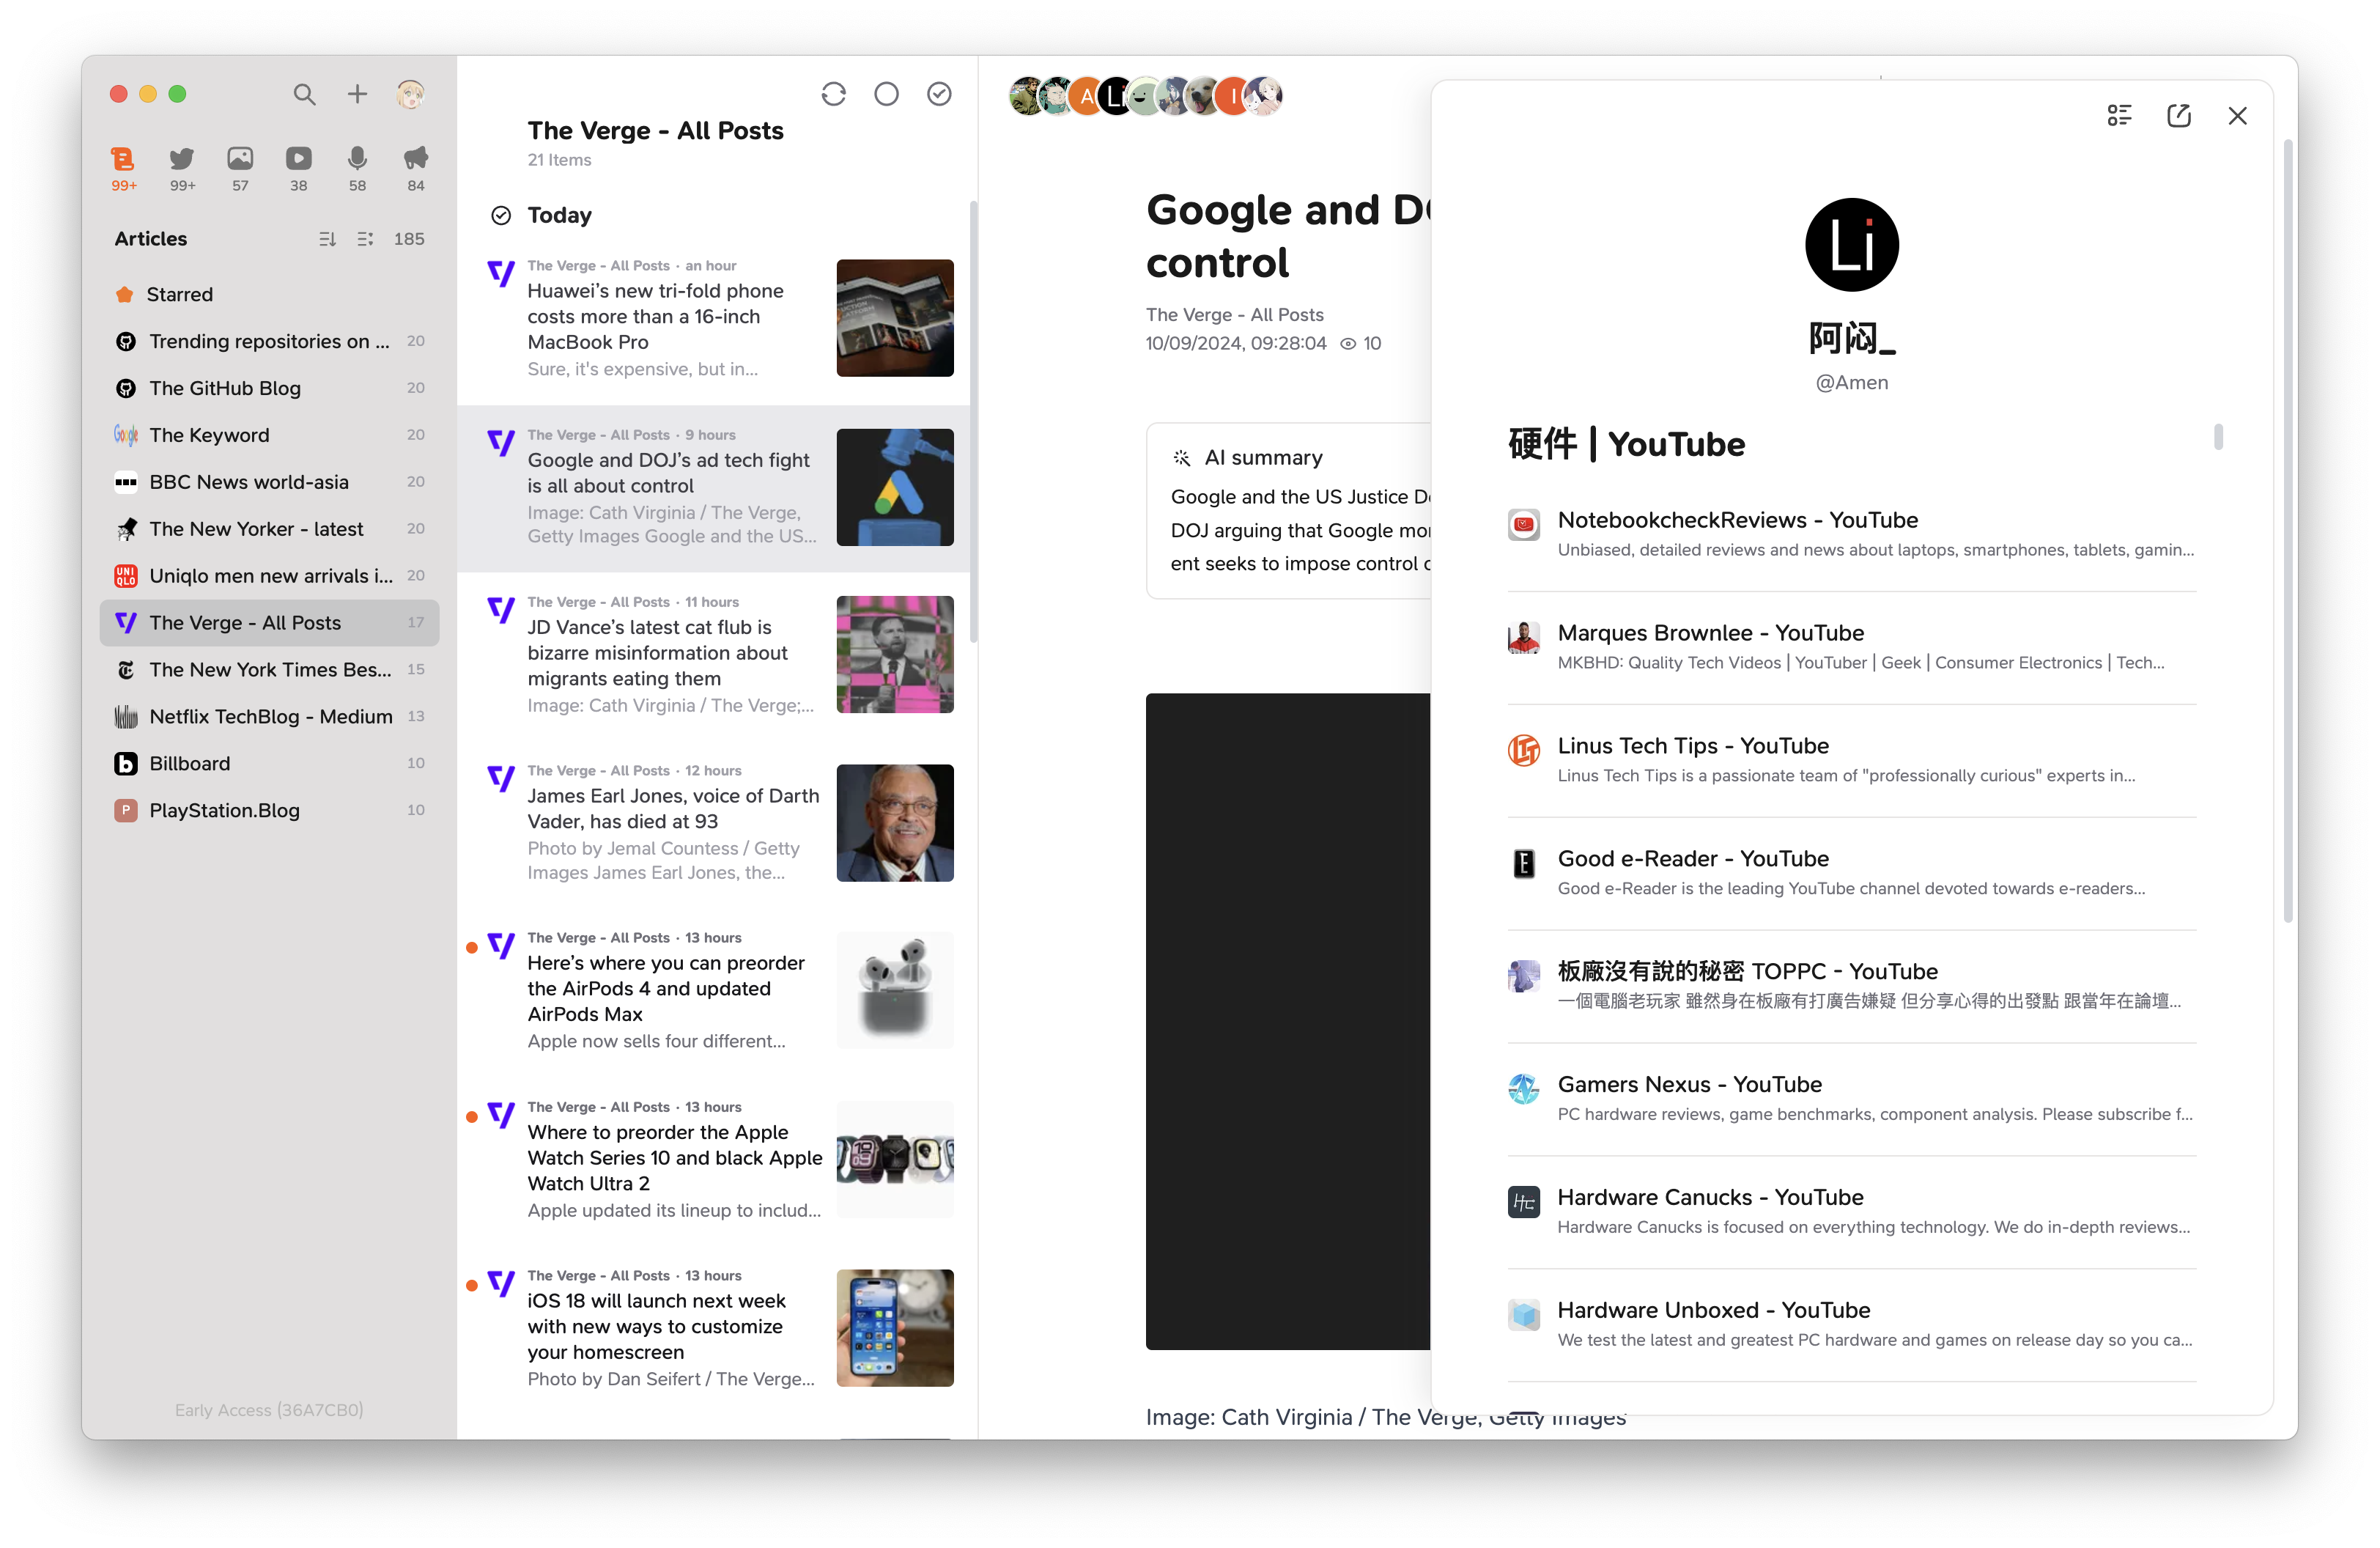 99+
99+
57
38
58
84
Articles
185
Starred
Trending repositories on ...
20
The GitHub Blog
20
Google
The Keyword
20
BBC News world-asia
20
The New Yorker - latest
20
UNI
QLO
Uniqlo men new arrivals i...
20
The Verge - All Posts
17
The New York Times Bes...
15
Netflix TechBlog - Medium
13
b
Billboard
10
P
PlayStation.Blog
10
Early Access (36A7CB0)
The Verge - All Posts
21 Items
Today
The Verge - All Posts · an hour
Huawei’s new tri-fold phone
costs more than a 16-inch
MacBook Pro
Sure, it's expensive, but in...
The Verge - All Posts · 9 hours
Google and DOJ’s ad tech fight
is all about control
Image: Cath Virginia / The Verge,
Getty Images Google and the US...
The Verge - All Posts · 11 hours
JD Vance’s latest cat flub is
bizarre misinformation about
migrants eating them
Image: Cath Virginia / The Verge;...
The Verge - All Posts · 12 hours
James Earl Jones, voice of Darth
Vader, has died at 93
Photo by Jemal Countess / Getty
Images James Earl Jones, the...
The Verge - All Posts · 13 hours
Here’s where you can preorder
the AirPods 4 and updated
AirPods Max
Apple now sells four different...
The Verge - All Posts · 13 hours
Where to preorder the Apple
Watch Series 10 and black Apple
Watch Ultra 2
Apple updated its lineup to includ...
The Verge - All Posts · 13 hours
iOS 18 will launch next week
with new ways to customize
your homescreen
Photo by Dan Seifert / The Verge...
A
Li
I
Google and DO
control
The Verge - All Posts
10/09/2024, 09:28:04 10
AI summary
Google and the US Justice D
DOJ arguing that Google mo
ent seeks to impose control
Image: Cath Virginia / The Verge, Getty Images
Li
阿闷_
@Amen
硬件 | YouTube
NotebookcheckReviews - YouTube
Unbiased, detailed reviews and news about laptops, smartphones, tablets, gamin...
Marques Brownlee - YouTube
MKBHD: Quality Tech Videos | YouTuber | Geek | Consumer Electronics | Tech...
LTT
Linus Tech Tips - YouTube
Linus Tech Tips is a passionate team of "professionally curious" experts in...
E
Good e-Reader - YouTube
Good e-Reader is the leading YouTube channel devoted towards e-readers...
板廠沒有說的秘密 TOPPC - YouTube
一個電腦老玩家 雖然身在板廠有打廣告嫌疑 但分享心得的出發點 跟當年在論壇...
Gamers Nexus - YouTube
PC hardware reviews, game benchmarks, component analysis. Please subscribe f...
Hardware Canucks - YouTube
Hardware Canucks is focused on everything technology. We do in-depth reviews...
Hardware Unboxed - YouTube
We test the latest and greatest PC hardware and games on release day so you ca...